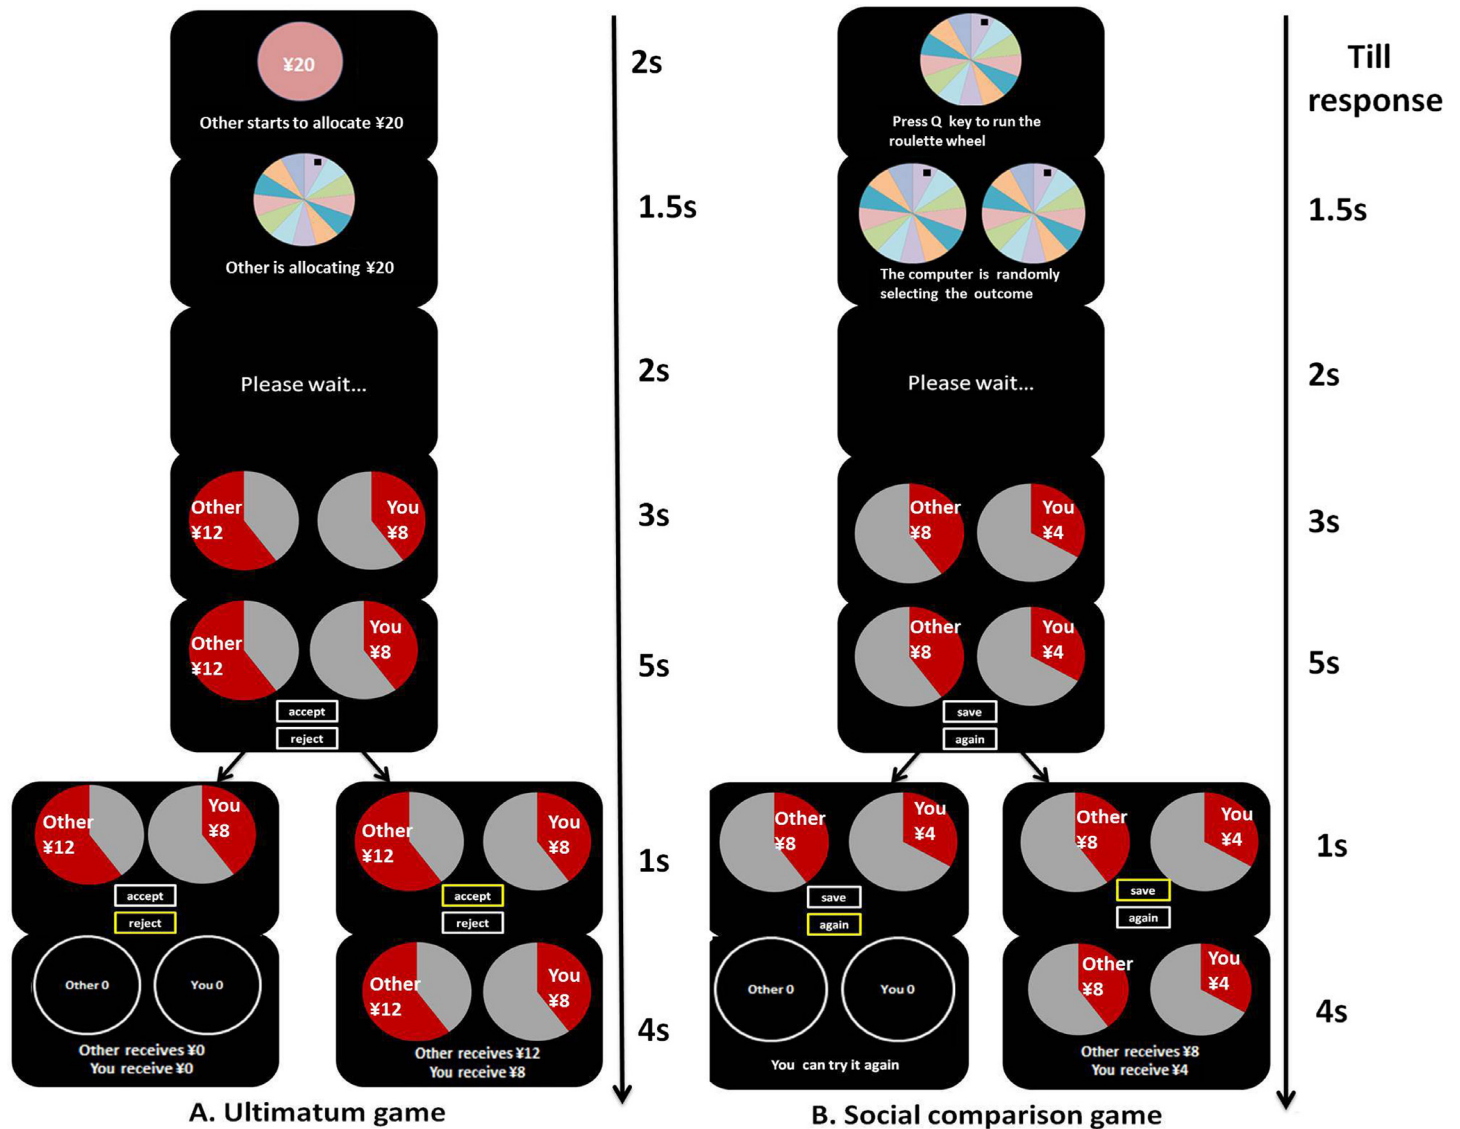 ¥20
Other starts to allocate ¥20
2s
Other is allocating ¥20
1.5s
Please wait...
2s
Other
¥12
You
¥8
3s
Other
¥12
You
¥8
accept
reject
5s
Other
¥12
You
¥8
accept
reject
Other
¥12
You
¥8
accept
reject
1s
Other 0
You 0
Other receives ¥0
You receive ¥0
Other
¥12
You
¥8
Other receives ¥12
You receive ¥8
4s
A. Ultimatum game
Press Q key to run the
roulette wheel
Till
response
The computer is randomly
selecting the outcome
1.5s
Please wait...
2s
Other
¥8
You
¥4
3s
Other
¥8
You
¥4
save
again
5s
Other
¥8
You
¥4
save
again
Other
¥8
You
¥4
save
again
1s
Other 0
You 0
You can try it again
Other
¥8
You
¥4
Other receives ¥8
You receive ¥4
4s
B. Social comparison game